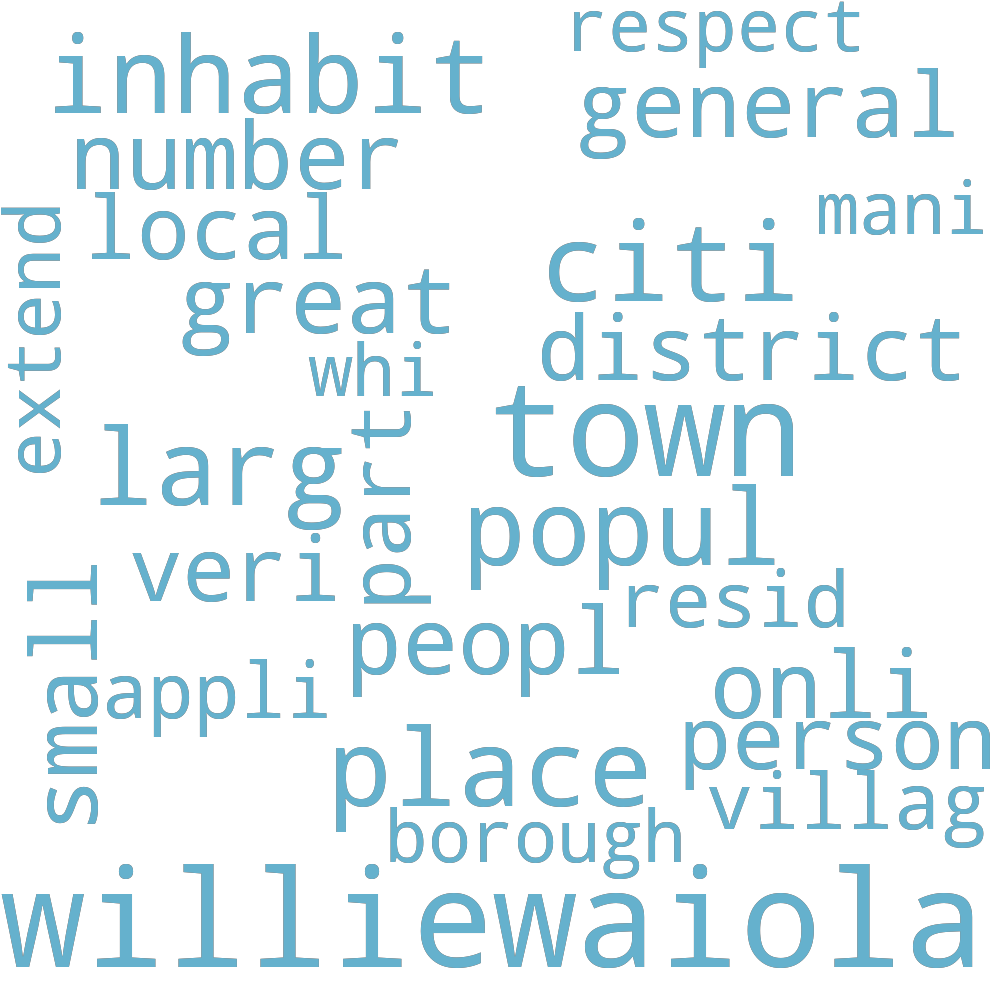 respect
inhabit
general
number
mani
local
extend
citi
great
district
whi
town
larg
part
popul
veri
resid
small
peopl
appli
onli
person
place
villag
borough
williewaiola